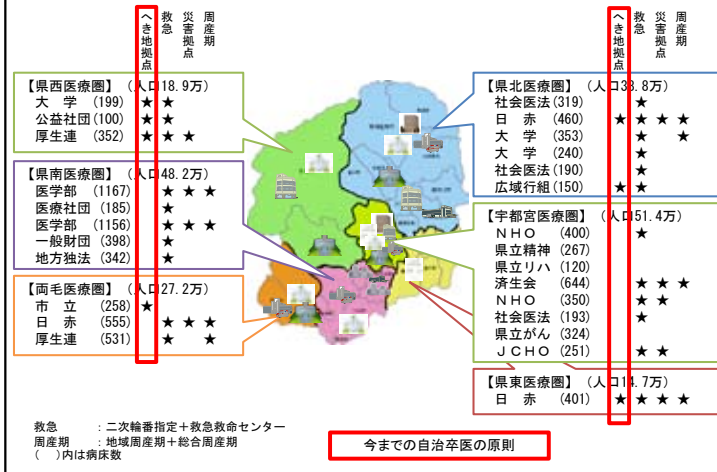 へき地拠点
救急
災害拠点
周産期
【県西医療圏】（人口18.9万）
大 学 (199) ★ ★
公益社団(100) ★ ★
厚生連 (352) ★ ★ ★
【県南医療圏】（人口48.2万）
医学部 (1167) ★ ★ ★
医療社団(185) ★
医学部 (1156) ★ ★ ★
一般財団(398) ★
地方独法(342) ★
【両毛医療圏】（人口27.2万）
市 立 (258) ★
日 赤 (555) ★ ★ ★
厚生連 (531) ★ ★
へき地拠点
救急
災害拠点
周産期
【県北医療圏】（人口38.8万）
社会医法(319) ★
日 赤 (460) ★ ★ ★ ★
大 学 (353) ★ ★
大 学 (240) ★
社会医法(190) ★
広域行組(150) ★ ★
【宇都宮医療圏】（人口51.4万）
ＮＨＯ (400) ★
県立精神(267)
県立リハ(120)
済生会 (644) ★ ★ ★
ＮＨＯ (350) ★ ★
社会医法(193) ★
県立がん(324)
ＪＣＨＯ(251) ★ ★
【県東医療圏】（人口14.7万）
日 赤 (401) ★ ★ ★ ★
救急 ：二次輪番指定＋救急救命センター
周産期 ：地域周産期＋総合周産期
( )内は病床数
今までの自治卒医の原則